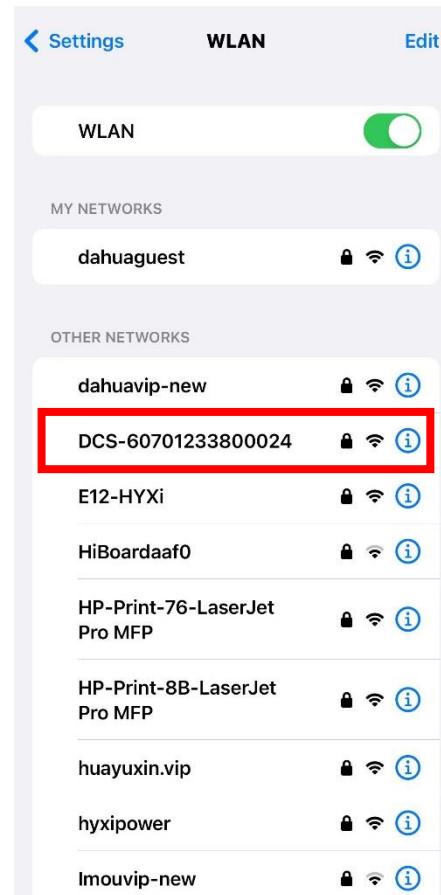 Settings WLAN Edit
WLAN
MY NETWORKS
dahuaguest
OTHER NETWORKS
dahuavip-new
DCS-60701233800024
E12-HYXi
HiBoardaaf0
HP-Print-76-LaserJet
Pro MFP
HP-Print-8B-LaserJet
Pro MFP
huayuxin.vip
hyxipower
Imouvip-new